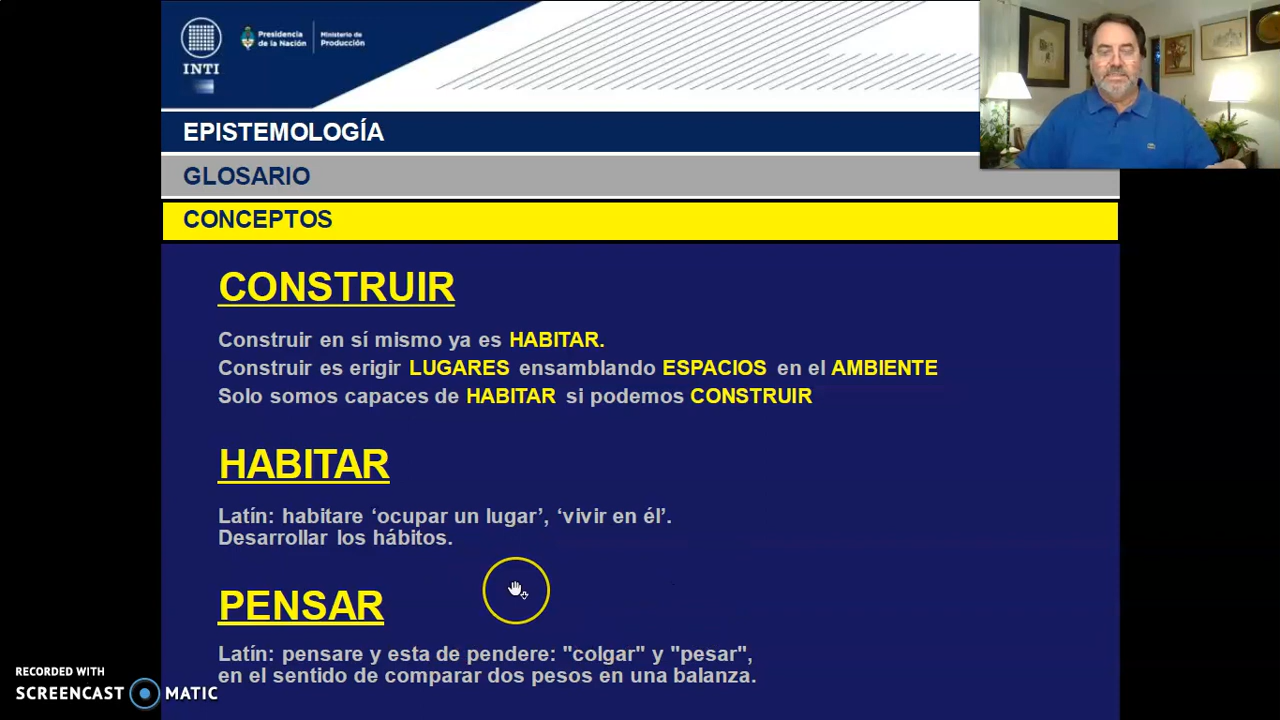 INTI
Presidencia
de la Nación
Ministerio de
Producción
EPISTEMOLOGÍA
GLOSARIO
CONCEPTOS
CONSTRUIR
Construir en sí mismo ya es HABITAR.
Construir es erigir LUGARES ensamblando ESPACIOS en el AMBIENTE
Solo somos capaces de HABITAR si podemos CONSTRUIR
HABITAR
Latín: habitare ‘ocupar un lugar’, ‘vivir en él’.
Desarrollar los hábitos.
PENSAR
Latín: pensare y esta de pendere: "colgar" y "pesar",
en el sentido de comparar dos pesos en una balanza.
RECORDED WITH
SCREENCAST MATIC